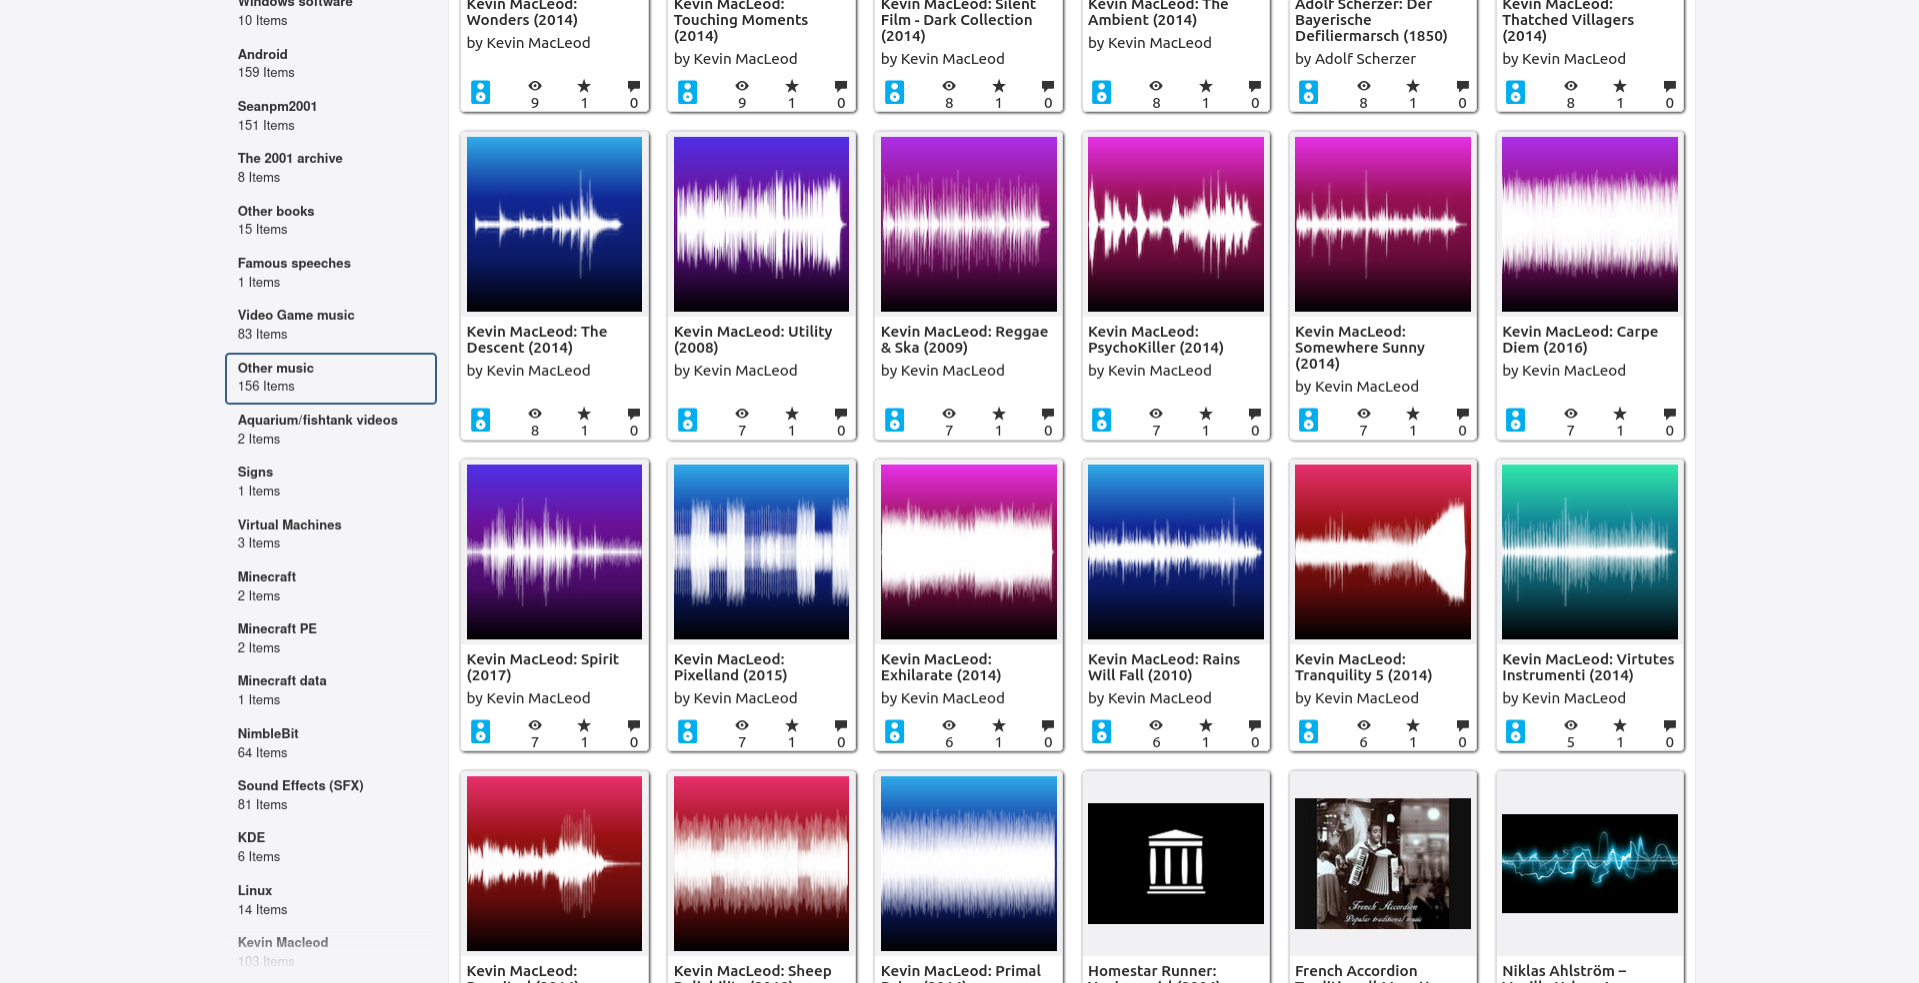 Windows software
10 Items
Android
159 Items
Seanpm2001
151 Items
The 2001 archive
8 Items
Other books
15 Items
Famous speeches
1 Items
Video Game music
83 Items
Other music
156 Items
Aquarium/fishtank videos
2 Items
Signs
1 Items
Virtual Machines
3 Items
Minecraft
2 Items
Minecraft PE
2 Items
Minecraft data
1 Items
NimbleBit
64 Items
Sound Effects (SFX)
81 Items
KDE
6 Items
Linux
14 Items
Kevin Macleod
103 Items
Kevin MacLeod:
Wonders (2014)
by Kevin MacLeod
9 1 0
Kevin MacLeod:
Touching Moments
(2014)
by Kevin MacLeod
9 1 0
Kevin MacLeod: Silent
Film - Dark Collection
(2014)
by Kevin MacLeod
8 1 0
Kevin MacLeod: The
Ambient (2014)
by Kevin MacLeod
8 1 0
Adolf Scherzer: Der
Bayerische
Defiliermarsch (1850)
by Adolf Scherzer
8 1 0
Kevin MacLeod:
Thatched Villagers
(2014)
by Kevin MacLeod
8 1 0
Kevin MacLeod: The
Descent (2014)
by Kevin MacLeod
8 1 0
Kevin MacLeod: Utility
(2008)
by Kevin MacLeod
7 1 0
Kevin MacLeod: Reggae
& Ska (2009)
by Kevin MacLeod
7 1 0
Kevin MacLeod:
PsychoKiller (2014)
by Kevin MacLeod
7 1 0
Kevin MacLeod:
Somewhere Sunny
(2014)
by Kevin MacLeod
7 1 0
Kevin MacLeod: Carpe
Diem (2016)
by Kevin MacLeod
7 1 0
Kevin MacLeod: Spirit
(2017)
by Kevin MacLeod
7 1 0
Kevin MacLeod:
Pixelland (2015)
by Kevin MacLeod
7 1 0
Kevin MacLeod:
Exhilarate (2014)
by Kevin MacLeod
6 1 0
Kevin MacLeod: Rains
Will Fall (2010)
by Kevin MacLeod
6 1 0
Kevin MacLeod:
Tranquility 5 (2014)
by Kevin MacLeod
6 1 0
Kevin MacLeod: Virtutes
Instrumenti (2014)
by Kevin MacLeod
5 1 0
Kevin MacLeod:
Kevin MacLeod: Sheep
Kevin MacLeod: Primal
Homestar Runner:
French Accordion
Popular traditional music
French Accordion
Niklas Ahlström –